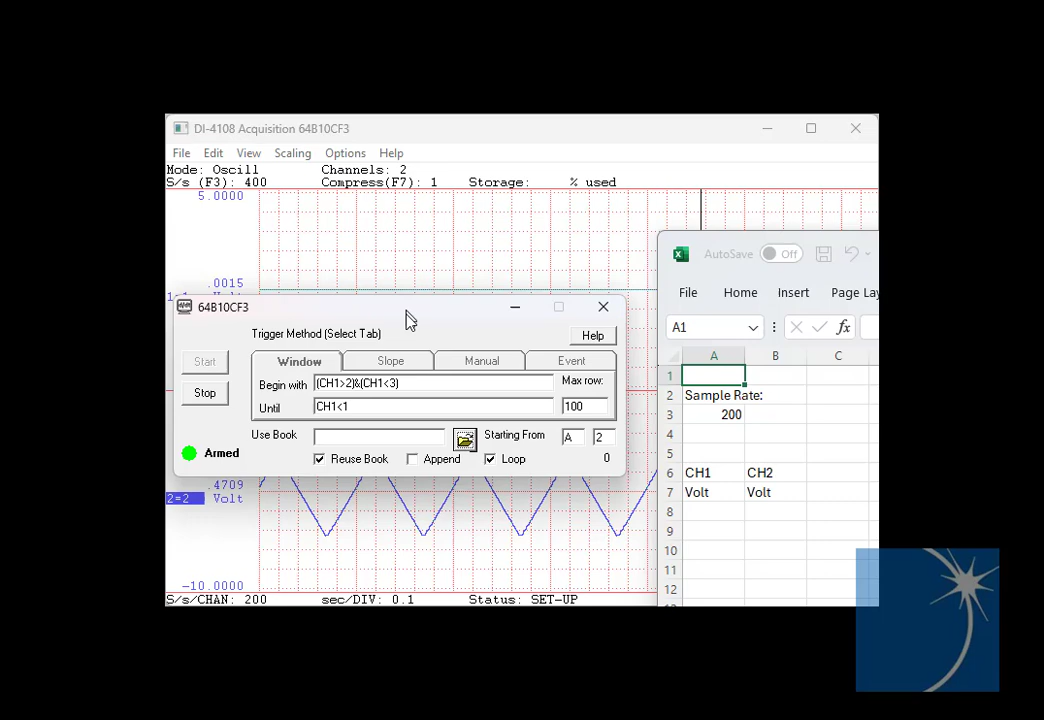 DI-4108 Acquisition 64B10CF3
File Edit View Scaling Options Help
Mode: Oscill Channels: 2
S/s (F3): 400 Compress(F7): 1 Storage: % used
5.0000
.0015
64B10CF3
Trigger Method (Select Tab) Help
Start Window Slope Manual Event
Begin with (CH1>2)&(CH1<3) Max row:
Stop
Until CH1<1 100
Use Book Starting From A 2
Armed Reuse Book Append Loop 0
.4709
2=2 Volt
-10.0000
S/s/CHAN: 200 sec/DIV: 0.1 Status: SET-UP
AutoSave Off
File Home Insert Page Lay
A1 fx
A B C
1
2 Sample Rate:
3 200
4
5
6 CH1 CH2
7 Volt Volt
8
9
10
11
12